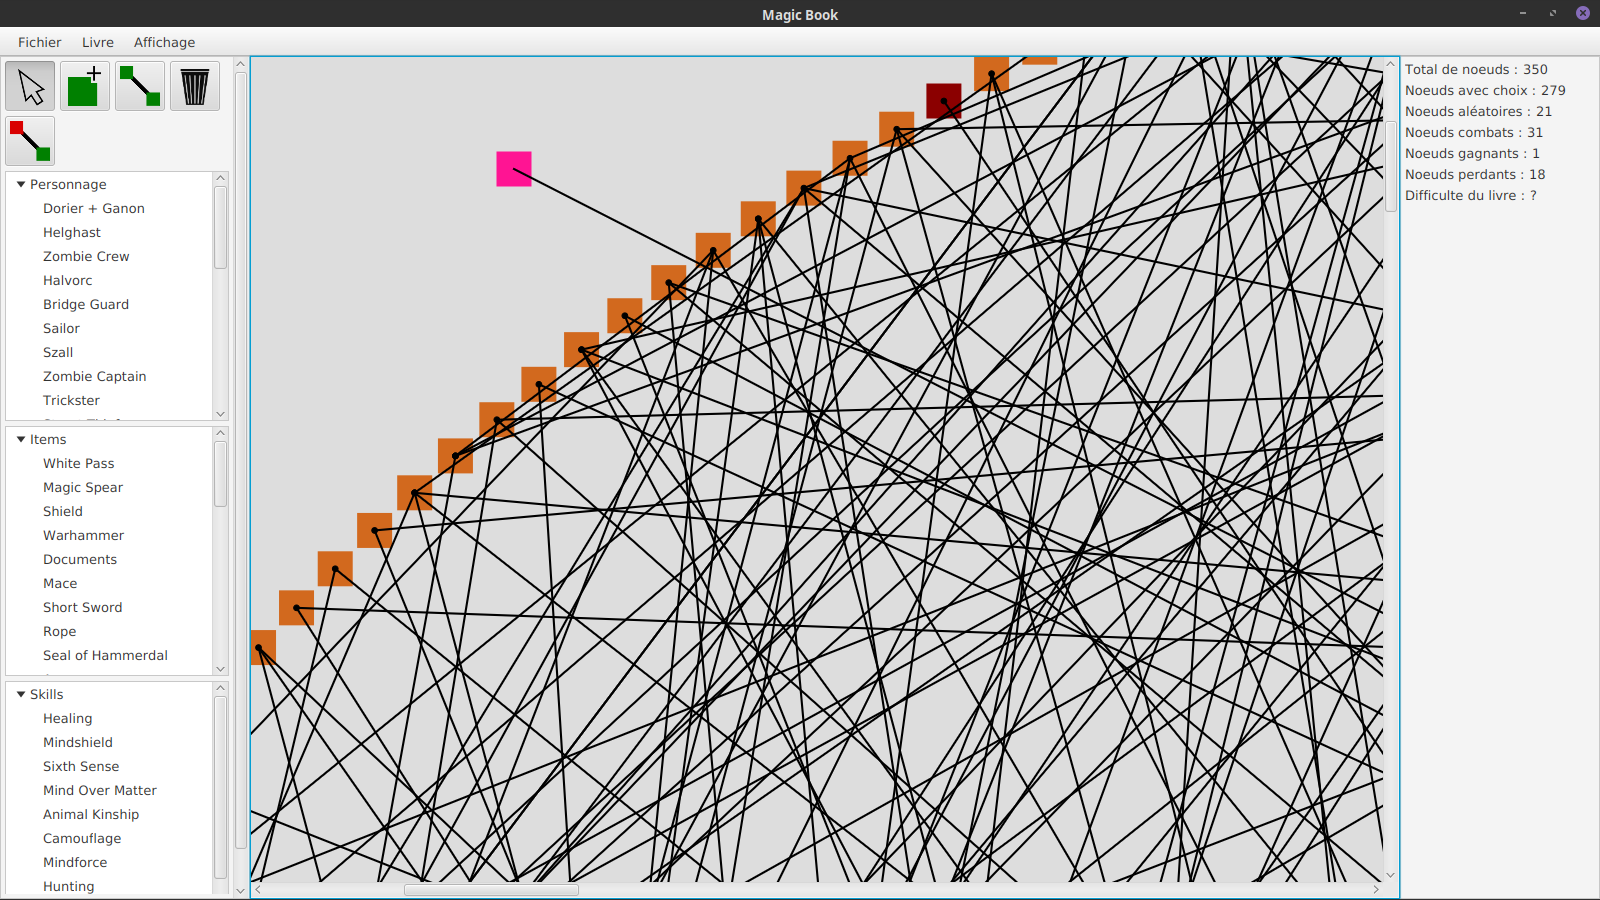 Magic Book
Fichier Livre Affichage
Personnage
Dorier + Ganon
Helghast
Zombie Crew
Halvorc
Bridge Guard
Sailor
Szall
Zombie Captain
Trickster
Items
White Pass
Magic Spear
Shield
Warhammer
Documents
Mace
Short Sword
Rope
Seal of Hammerdal
Skills
Healing
Mindshield
Sixth Sense
Mind Over Matter
Animal Kinship
Camouflage
Mindforce
Hunting
Total de noeuds : 350
Noeuds avec choix : 279
Noeuds aléatoires : 21
Noeuds combats : 31
Noeuds gagnants : 1
Noeuds perdants : 18
Difficulte du livre : ?